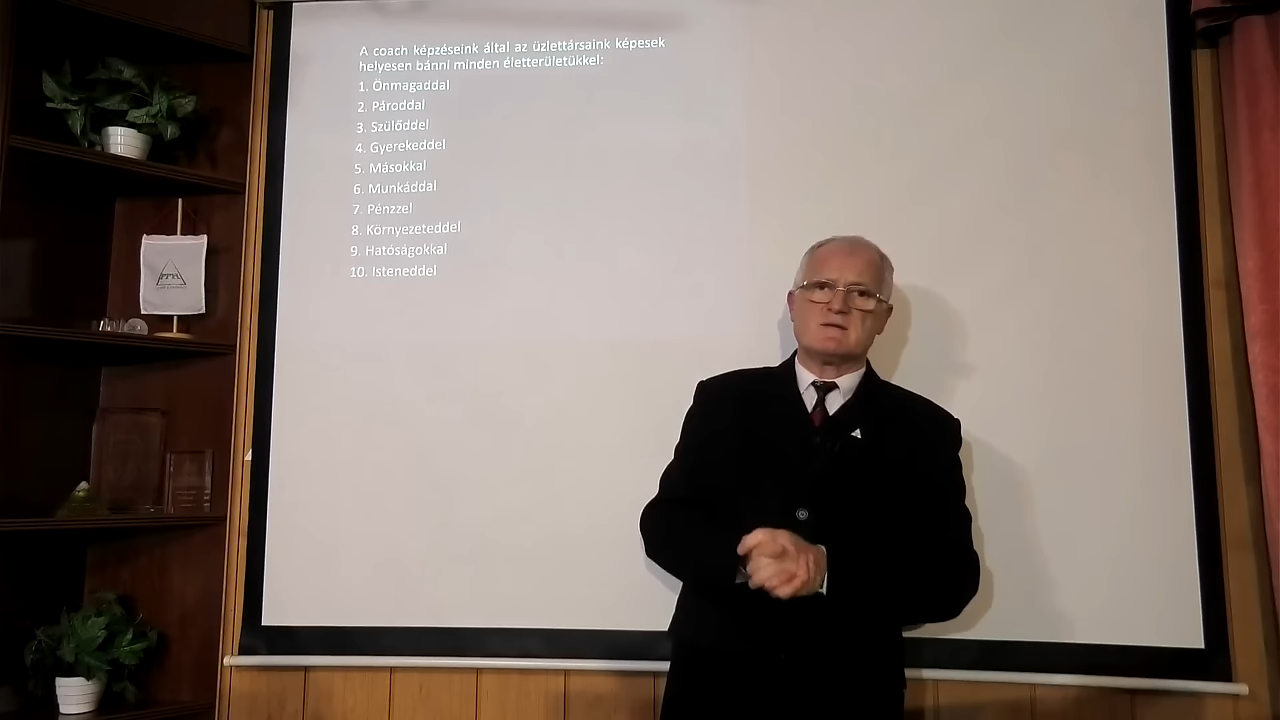 A coach képzéseink által az üzlettársaink képesek
helyesen bánni minden életterületükkel:
1. Önmagaddal
2. Pároddal
3. Szülőddel
4. Gyerekeddel
5. Másokkal
6. Munkáddal
7. Pénzzel
8. Környezeteddel
9. Hatóságokkal
10. Isteneddel